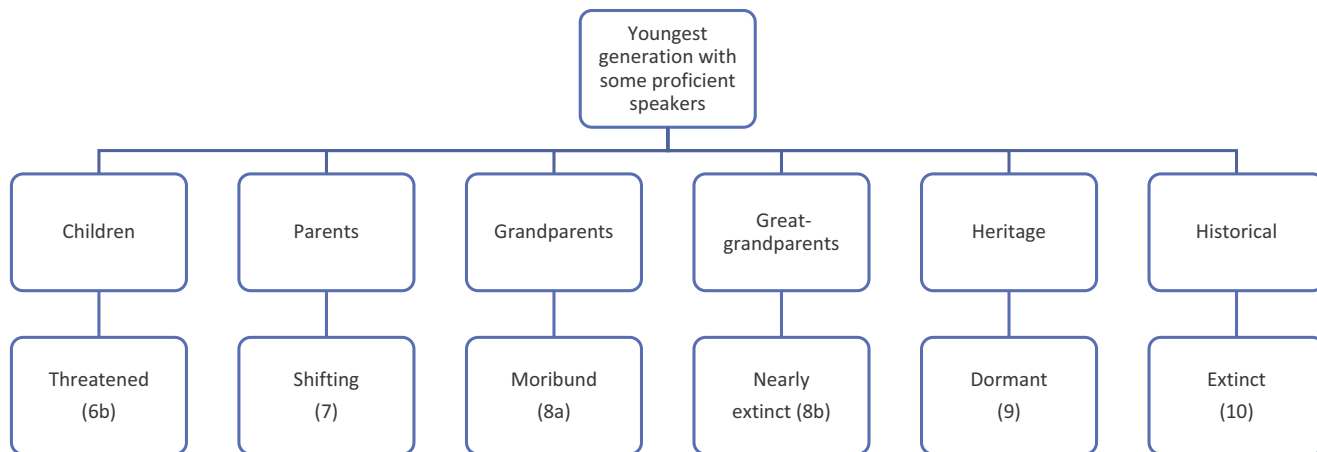 Youngest
generation with
some proficient
speakers
Children
Parents
Grandparents
Great-
grandparents
Heritage
Historical
Threatened
(6b)
Shifting
(7)
Moribund
(8a)
Nearly
extinct (8b)
Dormant
(9)
Extinct
(10)